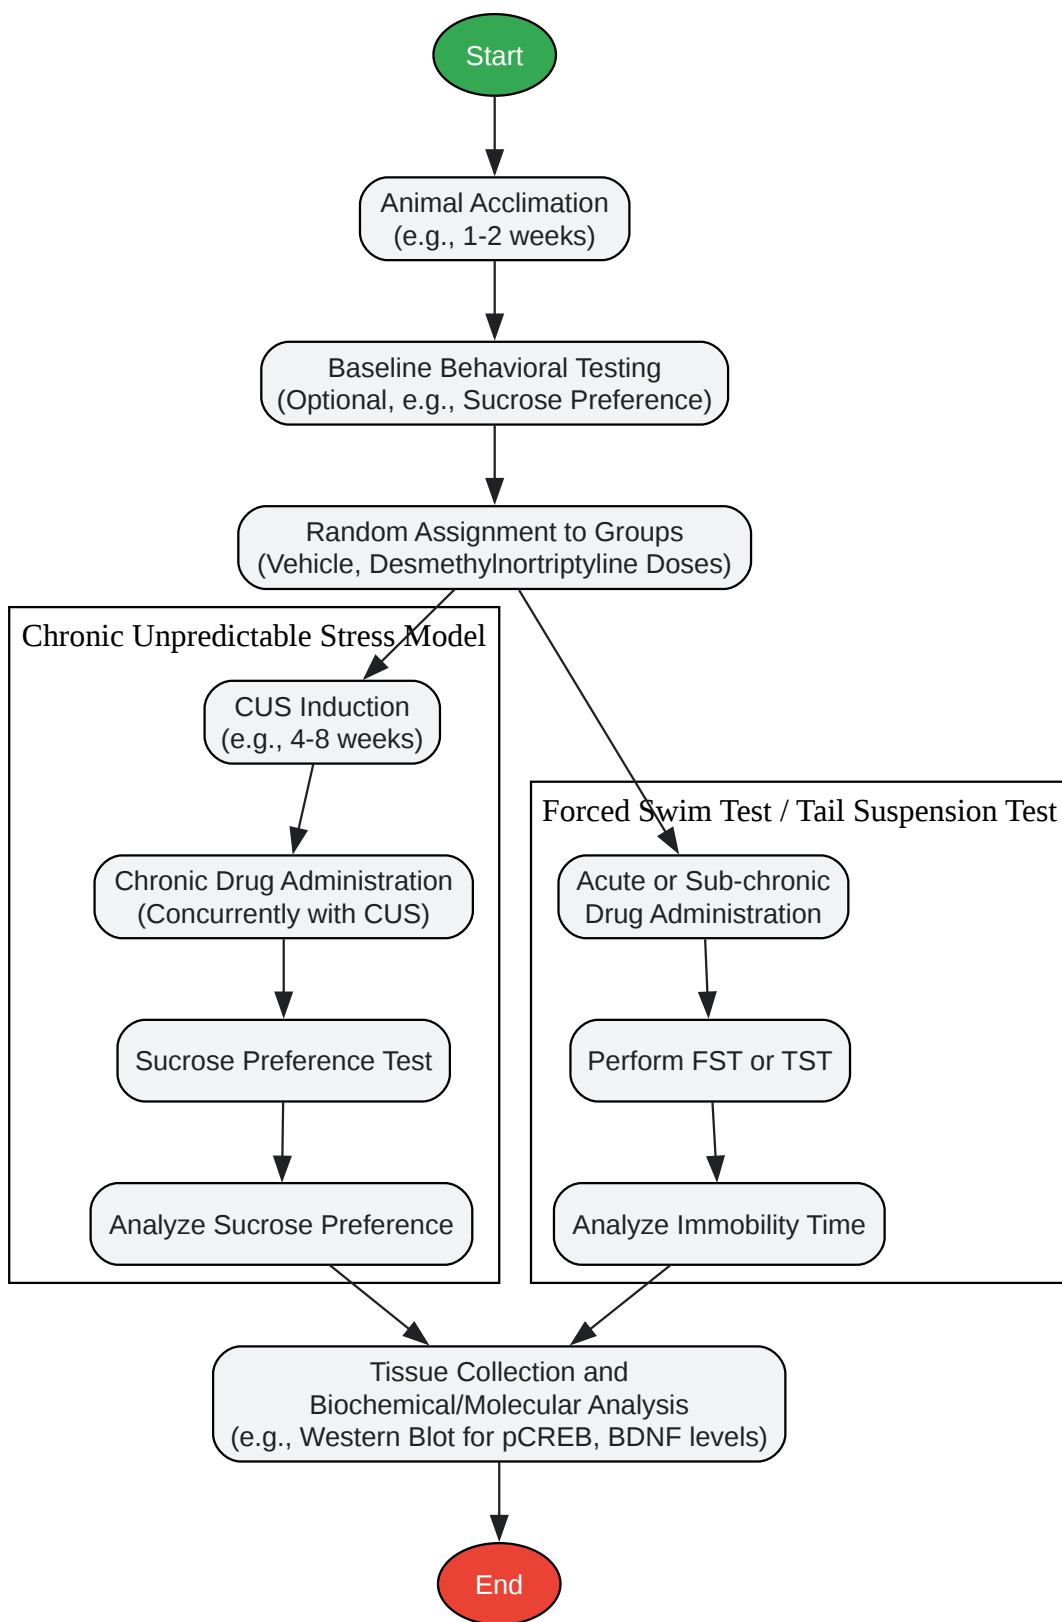 Start
Animal Acclimation
(e.g., 1-2 weeks)
Baseline Behavioral Testing
(Optional, e.g., Sucrose Preference)
Random Assignment to Groups
(Vehicle, Desmethylnortriptyline Doses)
Chronic Unpredictable Stress Model
CUS Induction
(e.g., 4-8 weeks)
Chronic Drug Administration
(Concurrently with CUS)
Sucrose Preference Test
Analyze Sucrose Preference
Forced Swim Test / Tail Suspension Test
Acute or Sub-chronic
Drug Administration
Perform FST or TST
Analyze Immobility Time
Tissue Collection and
Biochemical/Molecular Analysis
(e.g., Western Blot for pCREB, BDNF levels)
End